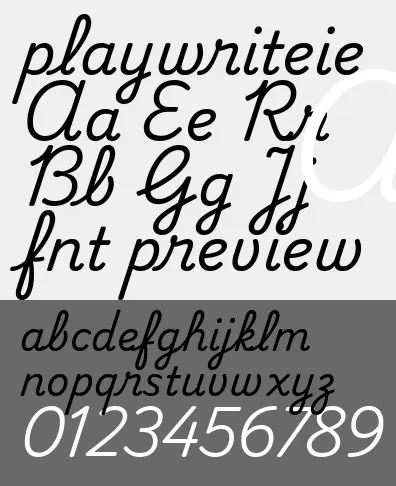 playwriteie
Aa Ee Rr
Bb Gg Jj
fnt preview
a
abcdefghijklm
nopqrstuvwxyz
0123456789